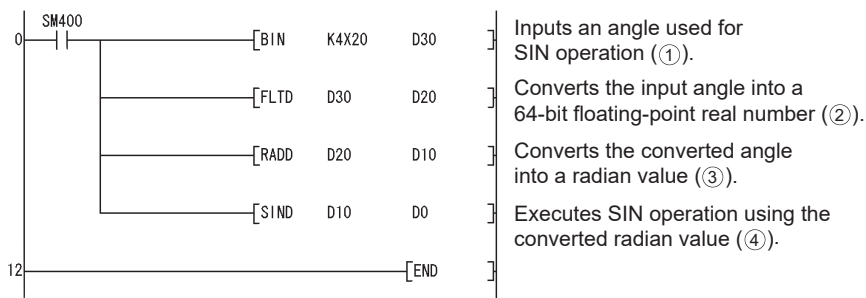 SM400
0 BIN K4X20 D30
Inputs an angle used for
SIN operation (①).
FLTD D30 D20
Converts the input angle into a
64-bit floating-point real number (②).
RADD D20 D10
Converts the converted angle
into a radian value (③).
SIND D10 D0
Executes SIN operation using the
converted radian value (④).
12 END